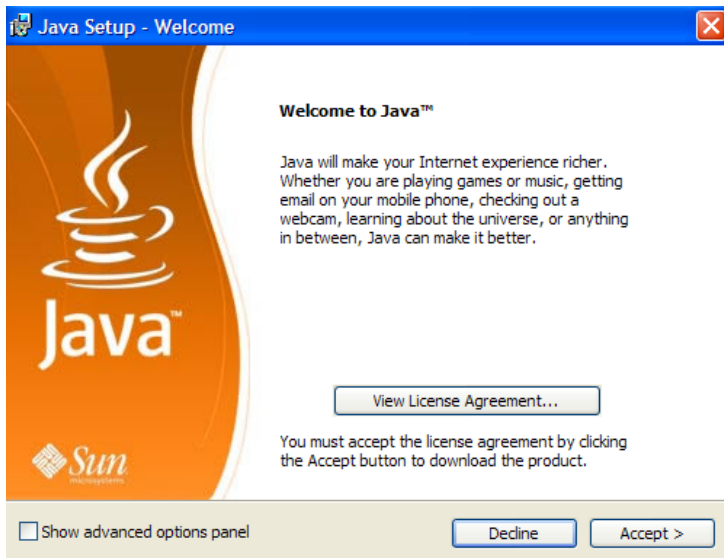 Java Setup - Welcome
Welcome to Java™
Java will make your Internet experience richer.
Whether you are playing games or music, getting
email on your mobile phone, checking out a
webcam, learning about the universe, or anything
in between, Java can make it better.
Java™
View License Agreement...
You must accept the license agreement by clicking
the Accept button to download the product.
Sun
microsystems
Show advanced options panel
Decline
Accept >